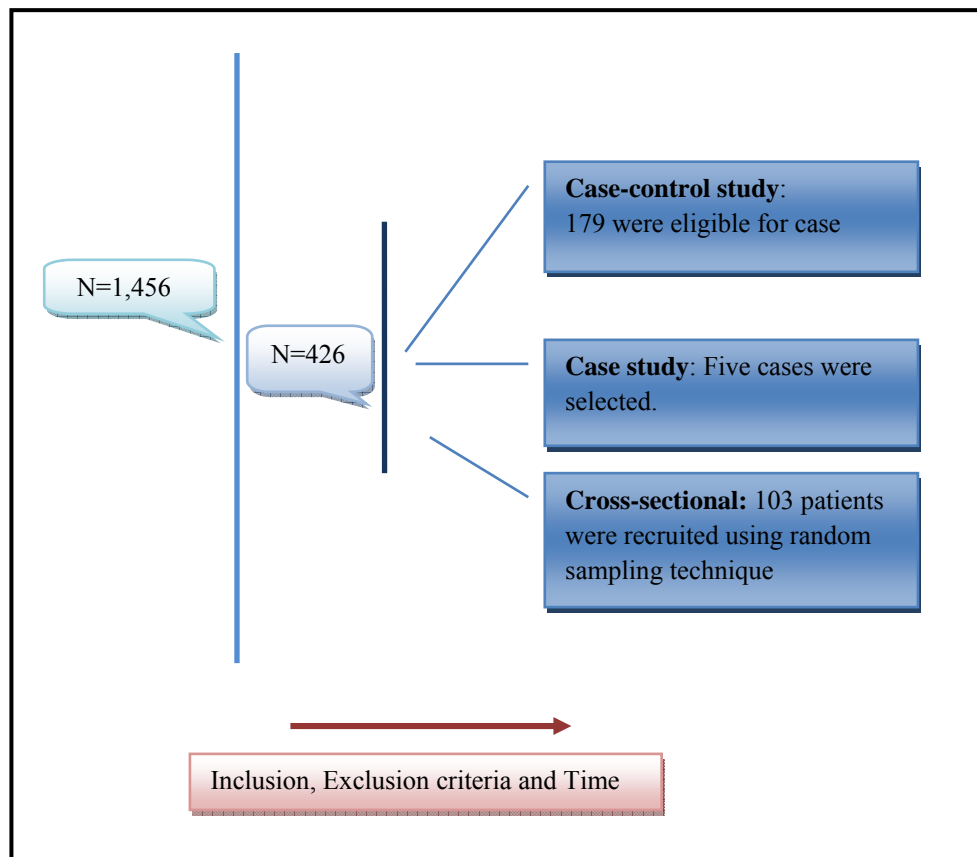 N=1,456
N=426
Case-control study:
179 were eligible for case
Case study: Five cases were
selected.
Cross-sectional: 103 patients
were recruited using random
sampling technique
Inclusion, Exclusion criteria and Time